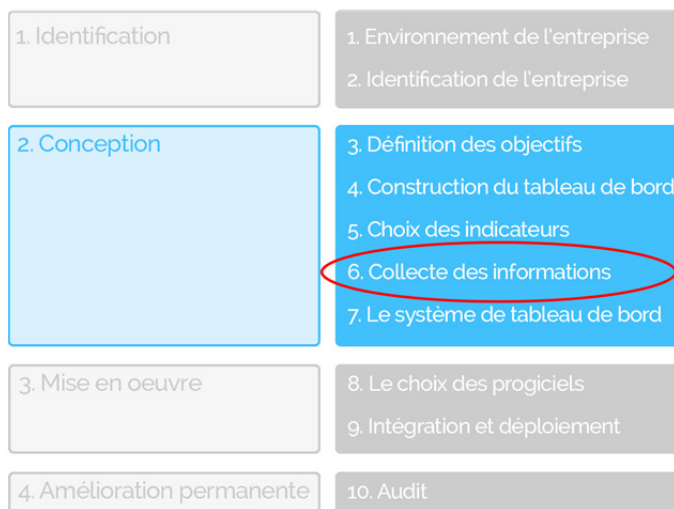 1. Identification
1. Environnement de l'entreprise
2. Identification de l'entreprise
2. Conception
3. Définition des objectifs
4. Construction du tableau de bord
5. Choix des indicateurs
6. Collecte des informations
7. Le système de tableau de bord
3. Mise en oeuvre
8. Le choix des progiciels
9. Intégration et déploiement
4. Amélioration permanente
10. Audit